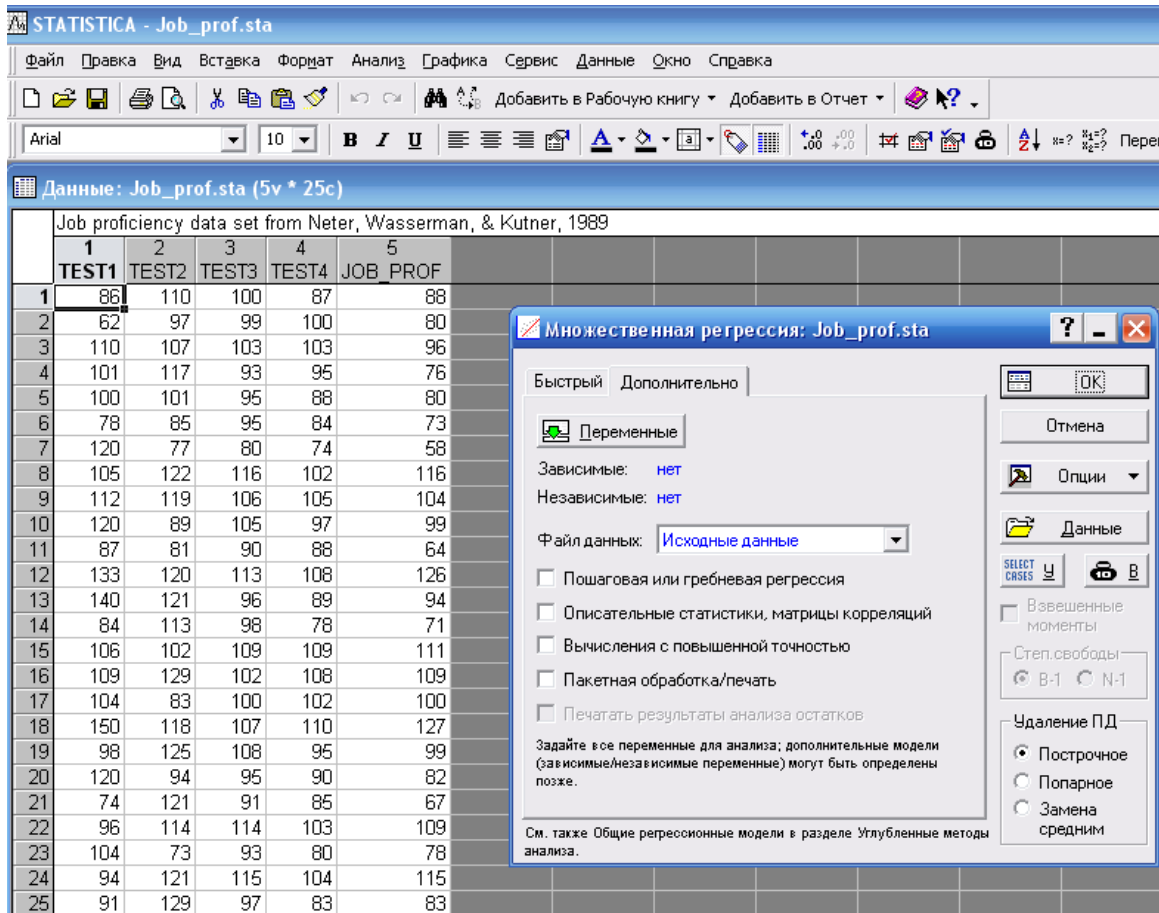 STATISTICA - Job_prof.sta
Файл Правка Вид Вставка Формат Анализ Графика Сервис Данные Окно Справка
Добавить в Рабочую книгу Добавить в Отчет
Arial 10 B I U x=? Пере
Данные: Job_prof.sta (5v * 25c)
Job proficiency data set from Neter, Wasserman, & Kutner, 1989
1 2 3 4 5
TEST1 TEST2 TEST3 TEST4 JOB_PROF
1 86 110 100 87 88
2 62 97 99 100 80
3 110 107 103 103 96
4 101 117 93 95 76
5 100 101 95 88 80
6 78 85 95 84 73
7 120 77 80 74 58
8 105 122 116 102 116
9 112 119 106 105 104
10 120 89 105 97 99
11 87 81 90 88 64
12 133 120 113 108 126
13 140 121 96 89 94
14 84 113 98 78 71
15 106 102 109 109 111
16 109 129 102 108 109
17 104 83 100 102 100
18 150 118 107 110 127
19 98 125 108 95 99
20 120 94 95 90 82
21 74 121 91 85 67
22 96 114 114 103 109
23 104 73 93 80 78
24 94 121 115 104 115
25 91 129 97 83 83
Множественная регрессия: Job_prof.sta
Быстрый Дополнительно
Переменные
Зависимые: нет
Независимые: нет
Файл данных: Исходные данные
Пошаговая или гребневая регрессия
Описательные статистики, матрицы корреляций
Вычисления с повышенной точностью
Пакетная обработка/печать
Печатать результаты анализа остатков
Задайте все переменные для анализа; дополнительные модели
(зависимые/независимые переменные) могут быть определены
позже.
См. также Общие регрессионные модели в разделе Углубленные методы
анализа.
OK
Отмена
Опции
Данные
SELECT CASES У В
Взвешенные
моменты
Степ.свободы
В-1 N-1
Удаление ПД
Построчное
Попарное
Замена
средним